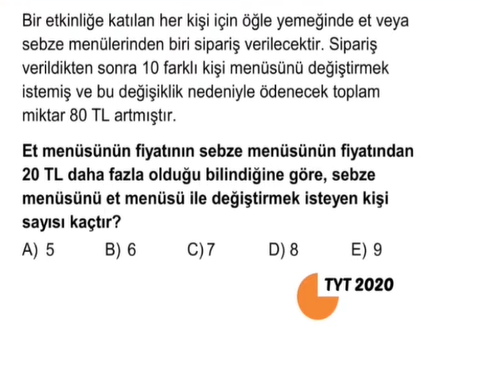 Bir etkinliğe katılan her kişi için öğle yemeğinde et veya
sebze menülerinden biri sipariş verilecektir. Sipariş
verildikten sonra 10 farklı kişi menüsünü değiştirmek
istemiş ve bu değişiklik nedeniyle ödenecek toplam
miktar 80 TL artmıştır.
Et menüsünün fiyatının sebze menüsünün fiyatından
20 TL daha fazla olduğu bilindiğine göre, sebze
menüsünü et menüsü ile değiştirmek isteyen kişi
sayısı kaçtır?
A) 5 B) 6 C) 7 D) 8 E) 9
TYT 2020